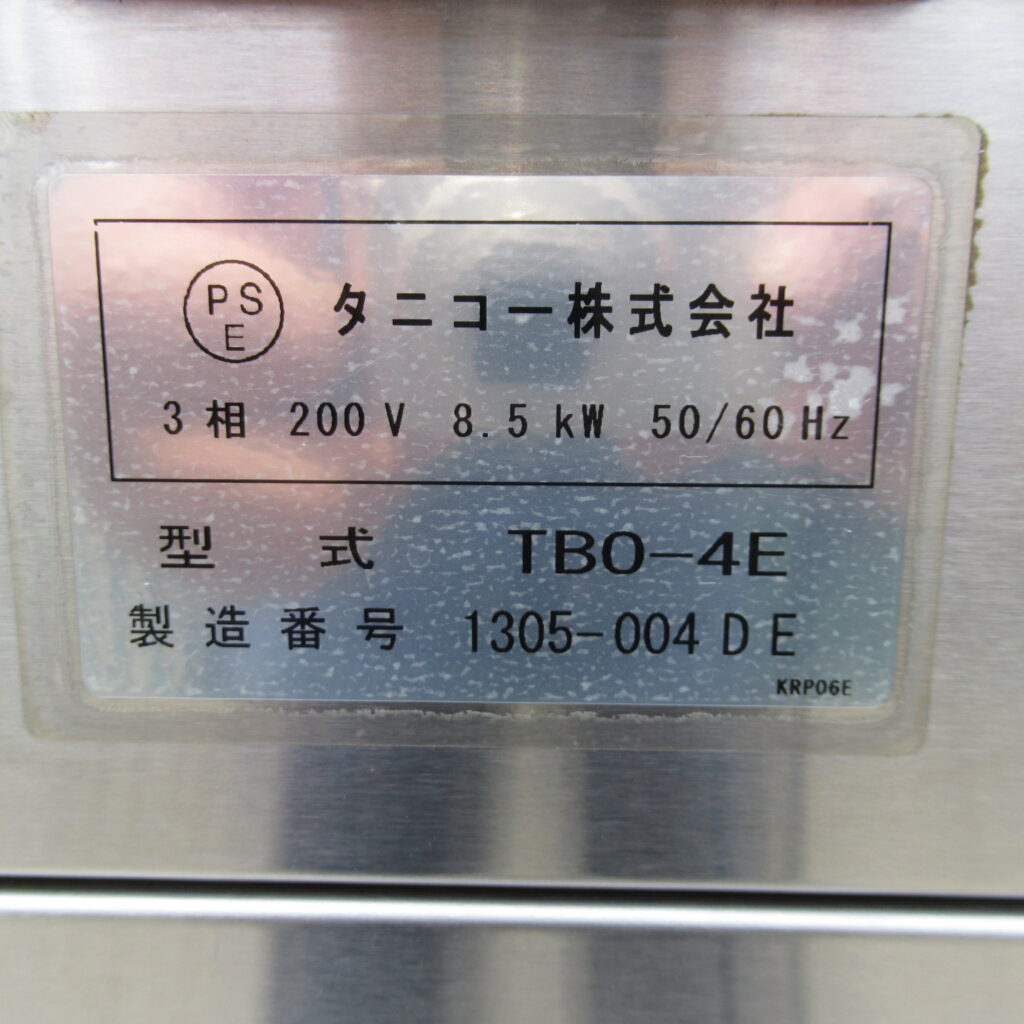 PSE タニコー株式会社
3相 200V 8.5kW 50/60Hz
型式 TBO-4E
製造番号 1305-004DE
KRP06E